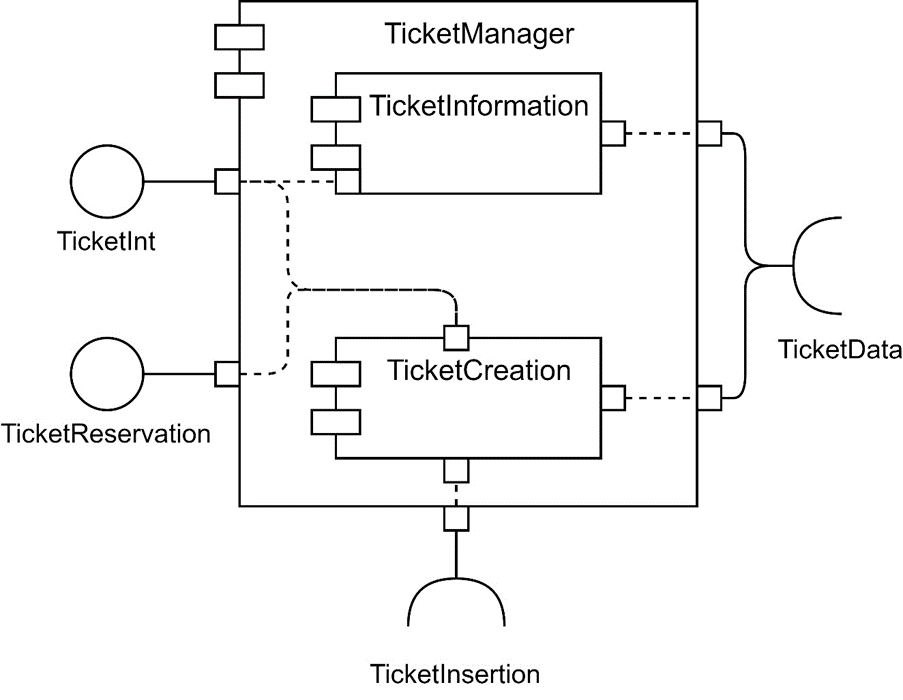 TicketManager
TicketInformation
TicketInt
TicketData
TicketCreation
TicketReservation
TicketInsertion